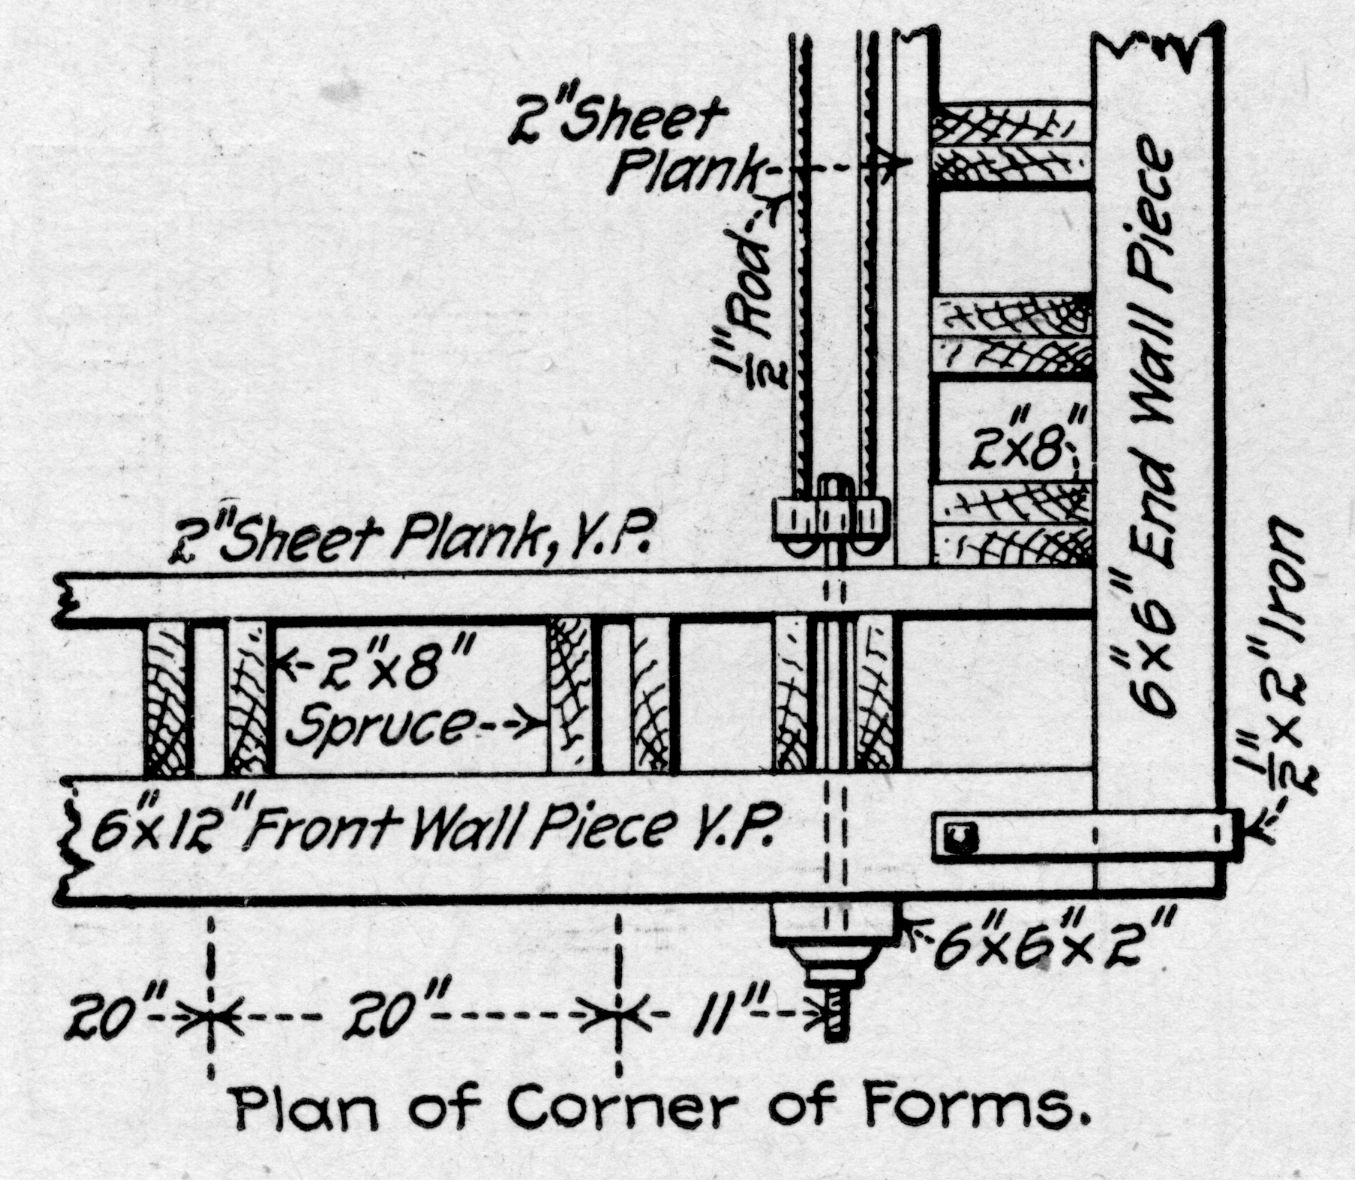 2" Sheet
Plank
1/2" Rod
2"x8"
6"x6" End Wall Piece
2" Sheet Plank, Y.P.
2"x8"
Spruce
1/2"x2" Iron
6"x12" Front Wall Piece Y.P.
6"x6"x2"
20" 20" 11"
Plan of Corner of Forms.